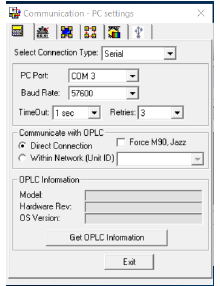 Communication - PC settings
Select Connection Type: Serial
PC Port: COM 3
Baud Rate: 57600
TimeOut: 1 sec Retries: 3
Communicate with OPLC
Direct Connection Force M90, Jazz
Within Network (Unit ID)
OPLC Information
Model:
Hardware Rev:
OS Version:
Get OPLC Information
Exit